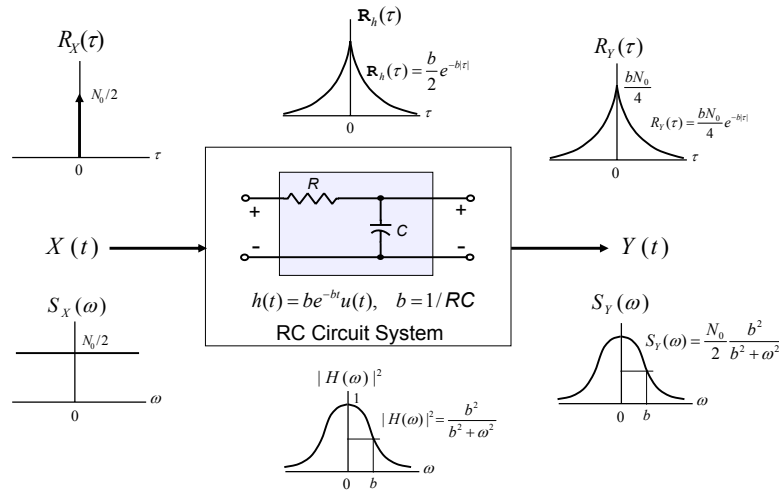 R_X(τ)
N_0/2
τ
0
R_h(τ)
R_h(τ) = b/2 e^{-b|τ|}
τ
0
R_Y(τ)
bN_0/4
R_Y(τ) = bN_0/4 e^{-b|τ|}
τ
0
X(t)
R
+
+
C
-
-
h(t) = be^{-bt}u(t), b = 1/RC
RC Circuit System
Y(t)
S_X(ω)
N_0/2
ω
0
|H(ω)|^2
1
|H(ω)|^2 = b^2/(b^2 + ω^2)
0
b
ω
S_Y(ω)
S_Y(ω) = N_0/2 b^2/(b^2 + ω^2)
0
b
ω